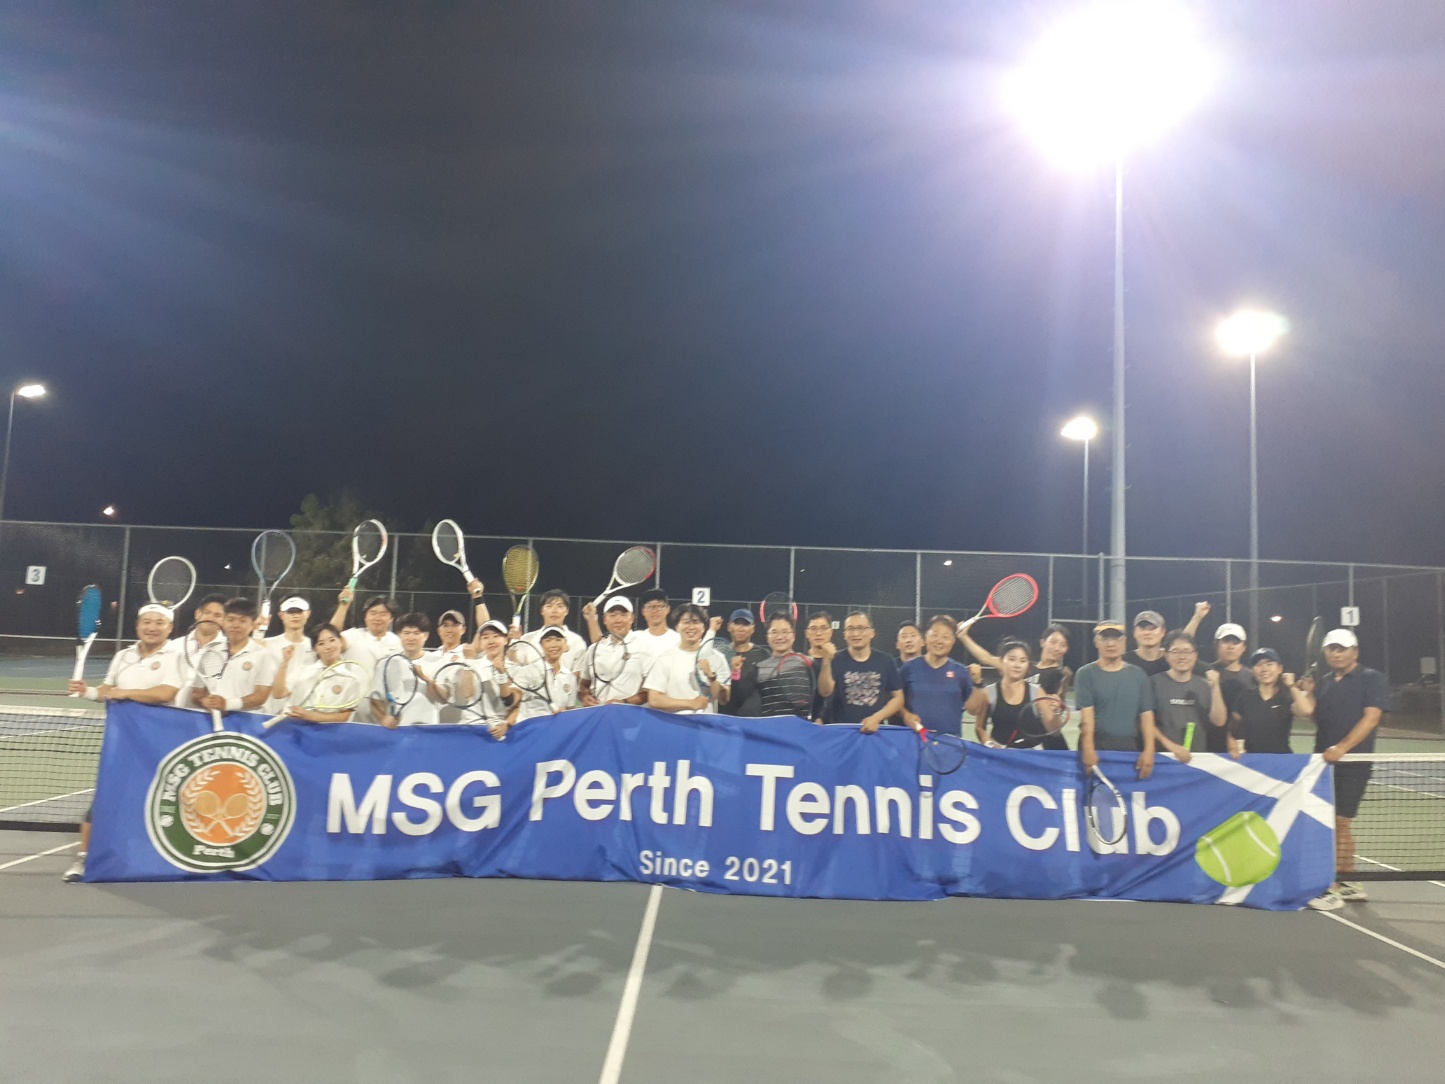 3
2
1
MSG TENNIS CLUB
Perth
MSG Perth Tennis Club
Since 2021